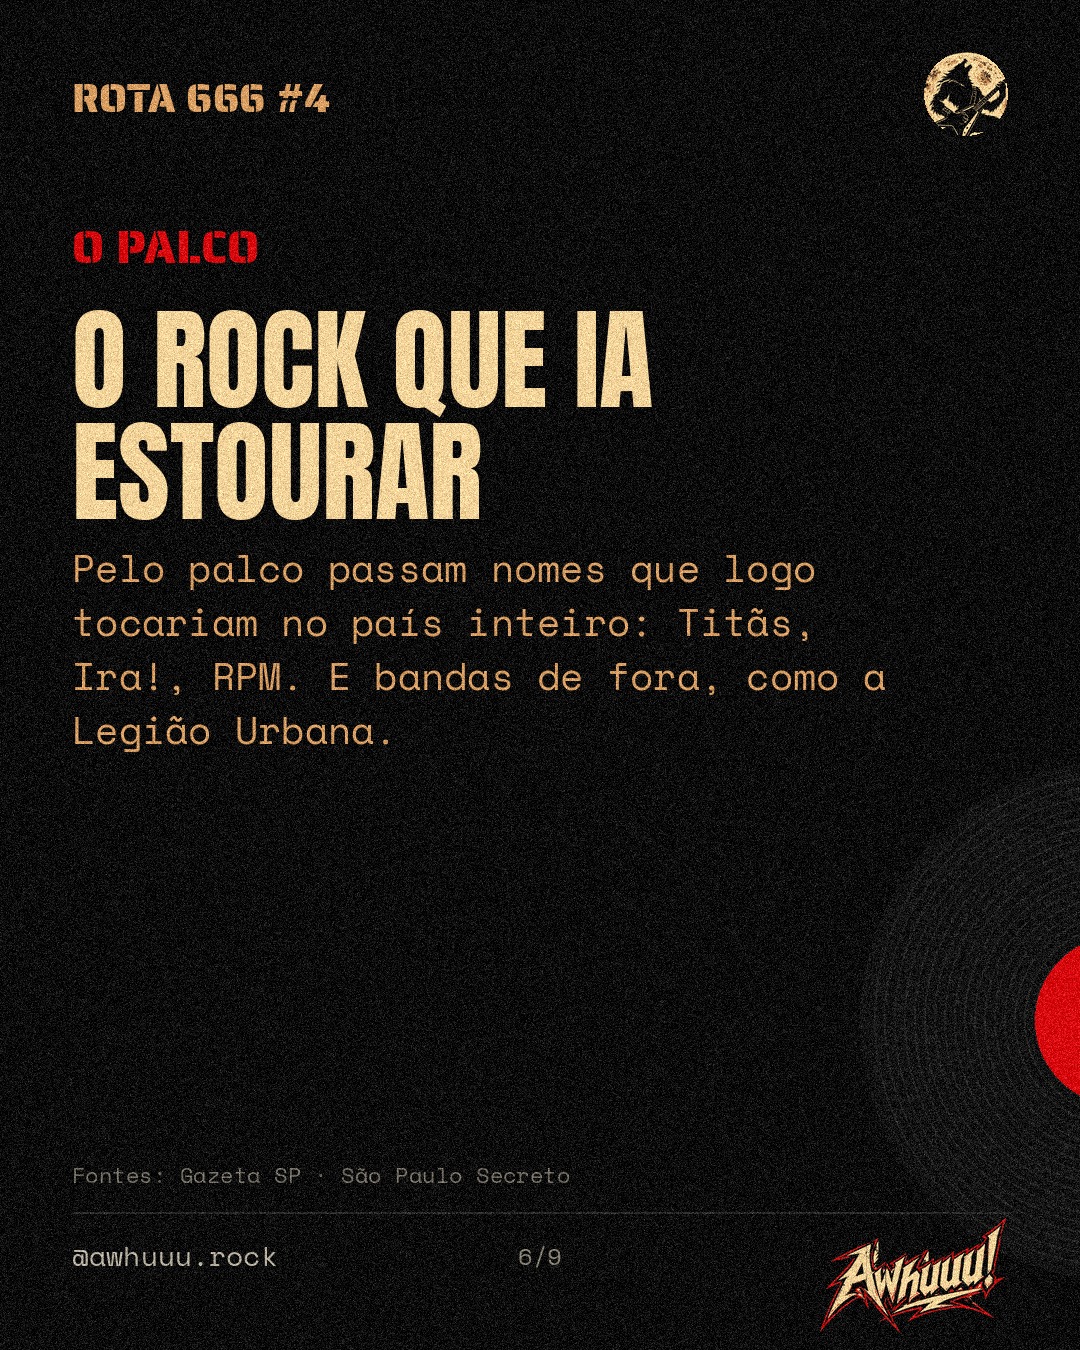 ROTA 666 #4
O PALCO
O ROCK QUE IA
ESTOURAR
Pelo palco passam nomes que logo
tocariam no país inteiro: Titãs,
Ira!, RPM. E bandas de fora, como a
Legião Urbana.
Fontes: Gazeta SP · São Paulo Secreto
@awhuuu.rock
6/9
Awhuuu!